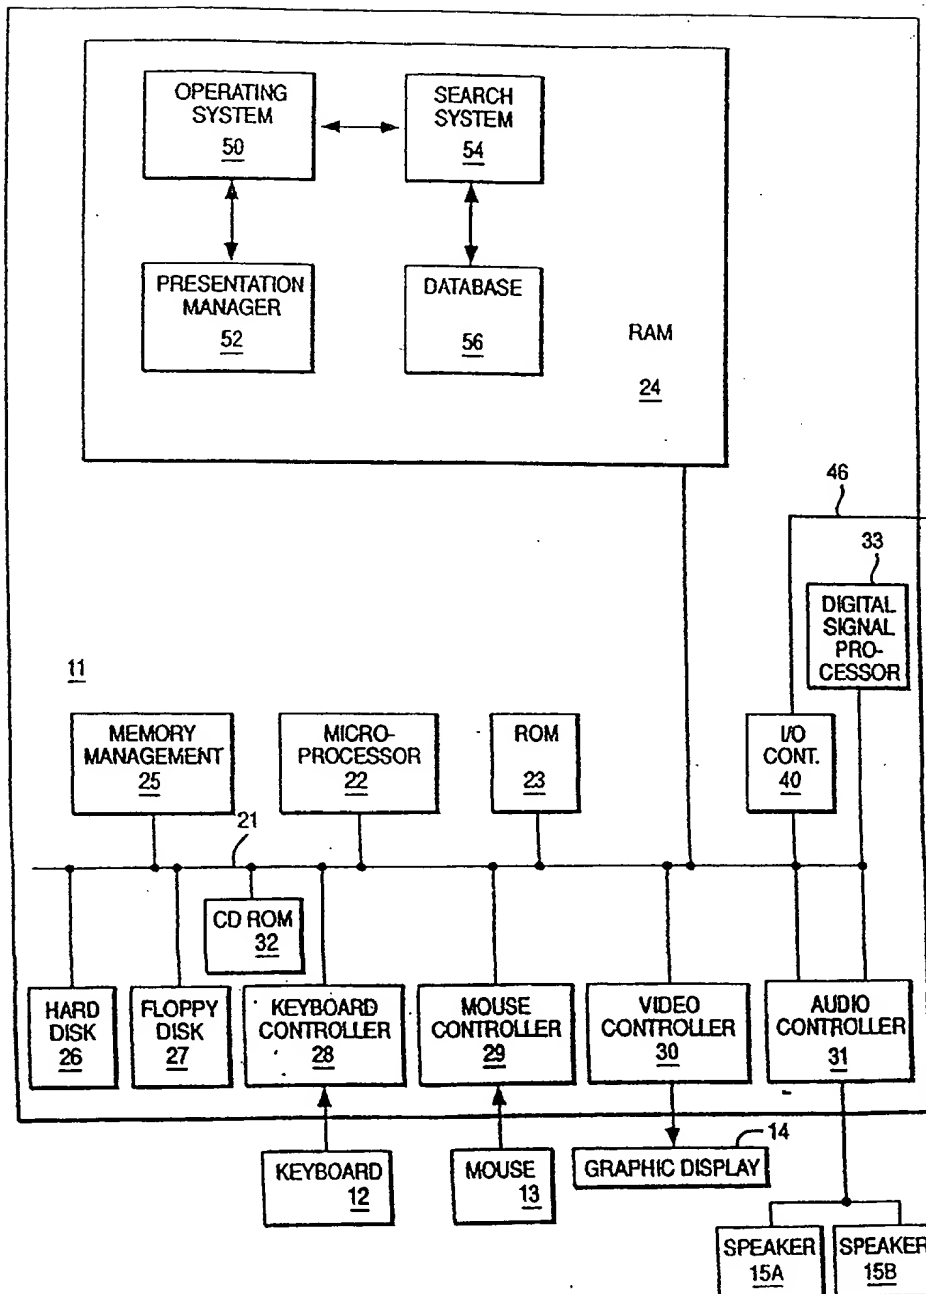 OPERATING
SYSTEM
50
SEARCH
SYSTEM
54
PRESENTATION
MANAGER
52
DATABASE
56
RAM
24
46
33
DIGITAL
SIGNAL
PRO-
CESSOR
11
MEMORY
MANAGEMENT
25
MICRO-
PROCESSOR
22
ROM
23
I/O
CONT.
40
21
CD ROM
32
HARD
DISK
26
FLOPPY
DISK
27
KEYBOARD
CONTROLLER
28
MOUSE
CONTROLLER
29
VIDEO
CONTROLLER
30
AUDIO
CONTROLLER
31
KEYBOARD
12
MOUSE
13
14
GRAPHIC DISPLAY
SPEAKER
15A
SPEAKER
15B